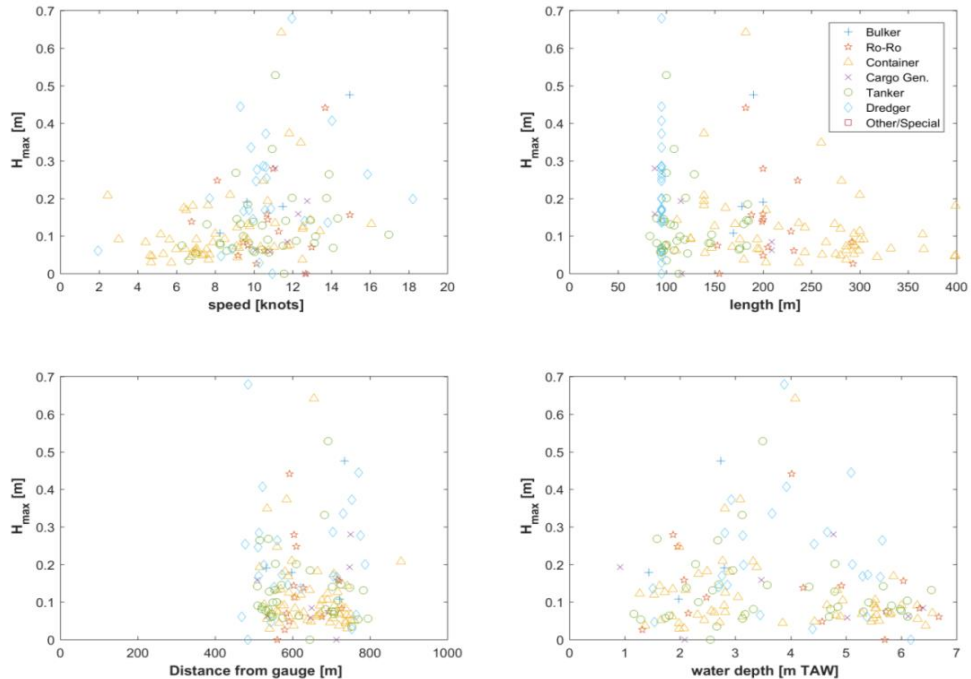 0.7
0.6
0.5
0.4
0.3
0.2
0.1
0
H_max [m]
0 2 4 6 8 10 12 14 16 18 20
speed [knots]
0.7
0.6
0.5
0.4
0.3
0.2
0.1
0
H_max [m]
Bulker
Ro-Ro
Container
Cargo Gen.
Tanker
Dredger
Other/Special
0 50 100 150 200 250 300 350 400
length [m]
0.7
0.6
0.5
0.4
0.3
0.2
0.1
0
H_max [m]
0 200 400 600 800 1000
Distance from gauge [m]
0.7
0.6
0.5
0.4
0.3
0.2
0.1
0
H_max [m]
0 1 2 3 4 5 6 7
water depth [m TAW]